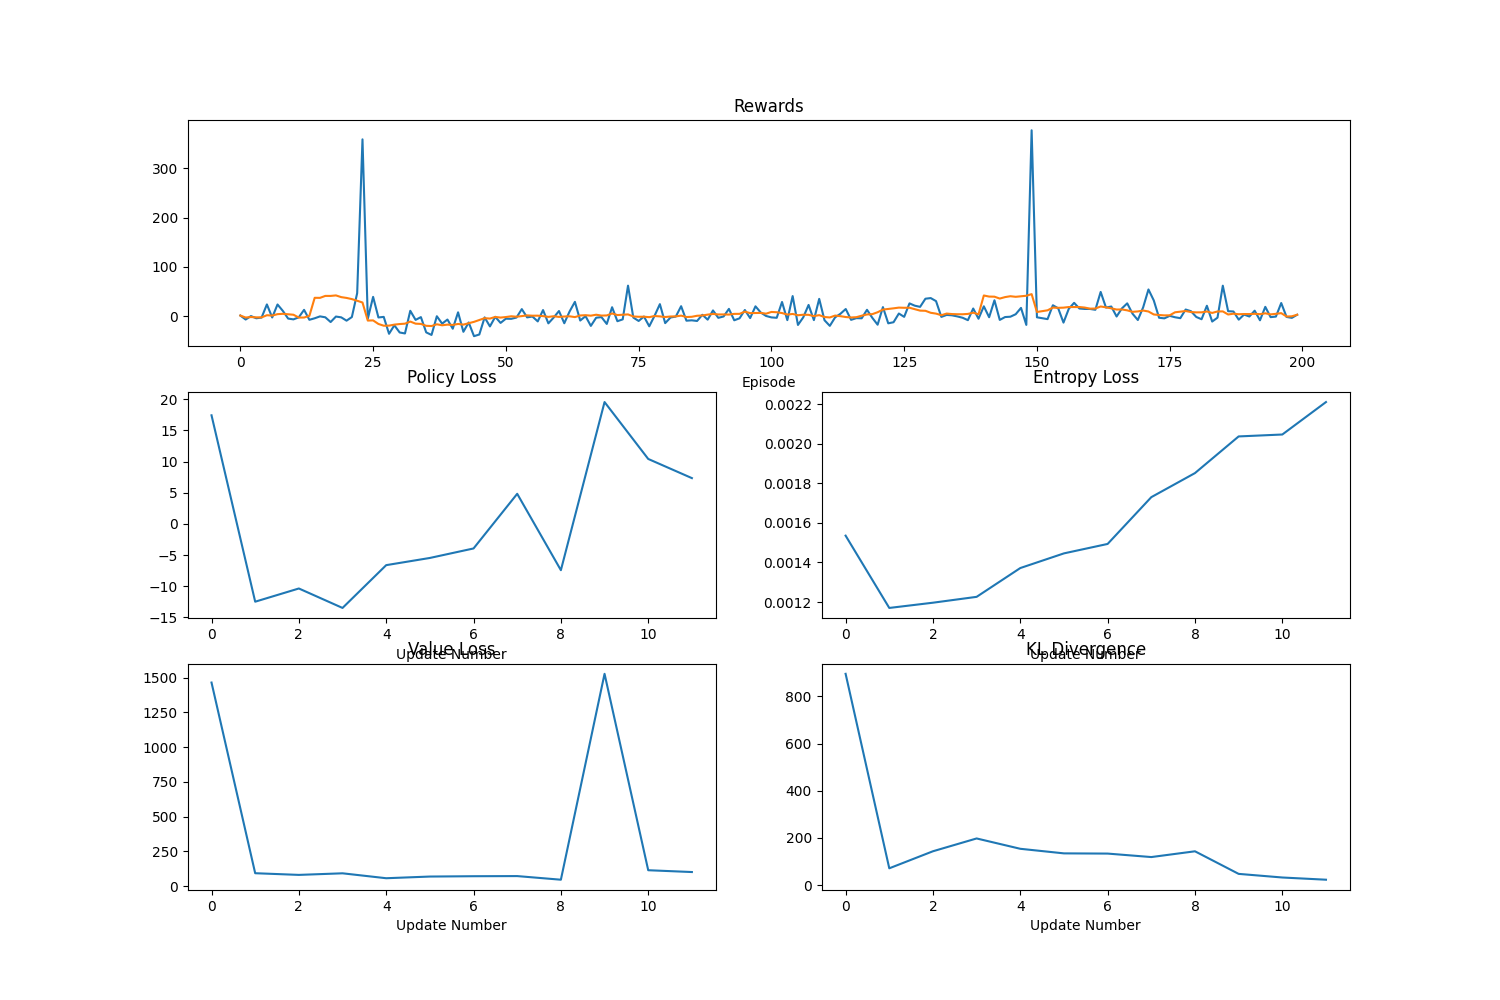 Rewards
300
200
100
0
0 25 50 75 100 125 150 175 200
Episode
Policy Loss
20
15
10
5
0
−5
−10
−15
0 2 4 6 8 10
Update Number
Entropy Loss
0.0022
0.0020
0.0018
0.0016
0.0014
0.0012
0 2 4 6 8 10
Update Number
Value Loss
1500
1250
1000
750
500
250
0
0 2 4 6 8 10
Update Number
KL Divergence
800
600
400
200
0
0 2 4 6 8 10
Update Number